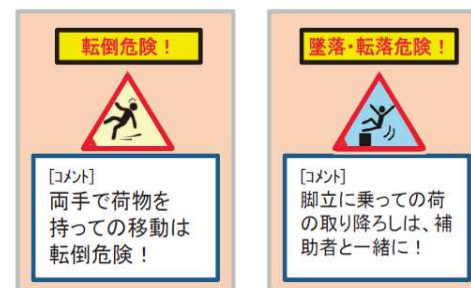 転倒危険！
[コメント]
両手で荷物を
持っての移動は
転倒危険！
墜落・転落危険！
[コメント]
脚立に乗っての荷
の取り降ろしは、補
助者と一緒に！